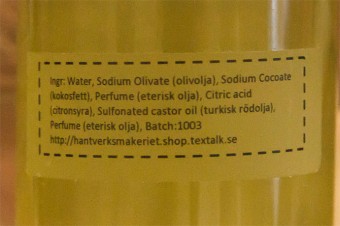 Ingr: Water, Sodium Olivate (olivolja), Sodium Cocoate
(kokosfett), Perfume (eterisk olja), Citric acid
(citronsyra), Sulfonated castor oil (turkisk rödolja),
Perfume (eterisk olja), Batch:1003
http://hantverksmakeriet.shop.textalk.se